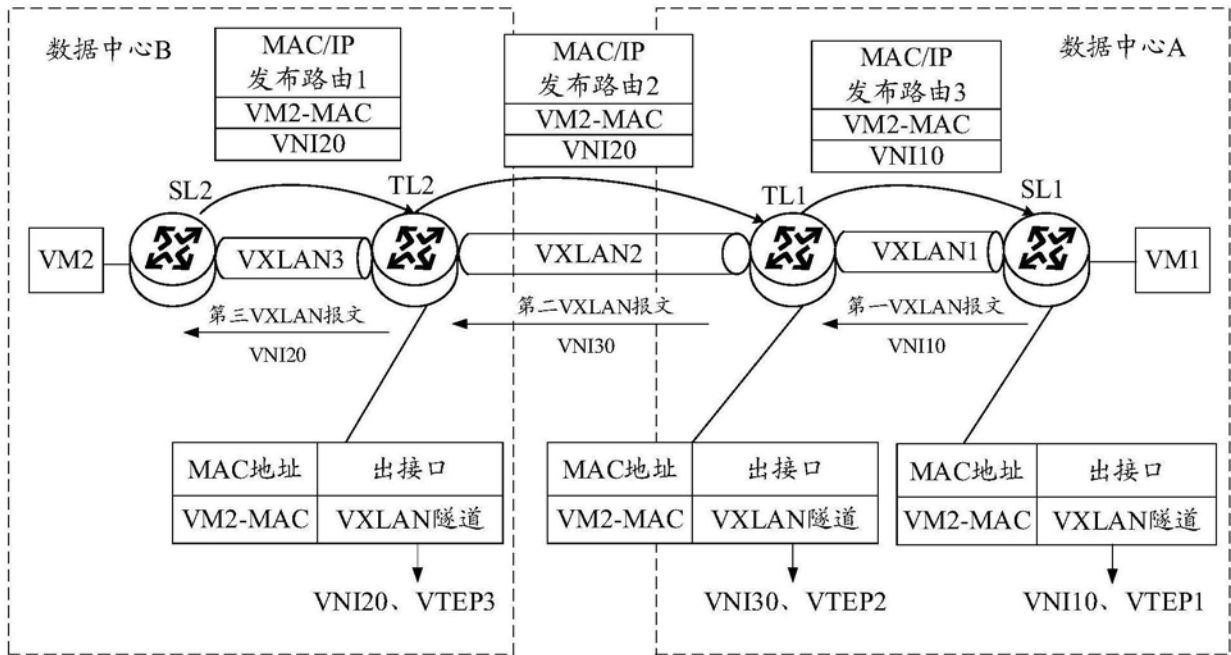 数据中心B
数据中心A
MAC/IP
发布路由1
VM2-MAC
VNI20
MAC/IP
发布路由2
VM2-MAC
VNI20
MAC/IP
发布路由3
VM2-MAC
VNI10
SL2
TL2
TL1
SL1
VM2
VXLAN3
VXLAN2
VXLAN1
VM1
第三VXLAN报文
VNI20
第二VXLAN报文
VNI30
第一VXLAN报文
VNI10
MAC地址 出接口
VM2-MAC VXLAN隧道
VNI20、VTEP3
MAC地址 出接口
VM2-MAC VXLAN隧道
VNI30、VTEP2
MAC地址 出接口
VM2-MAC VXLAN隧道
VNI10、VTEP1